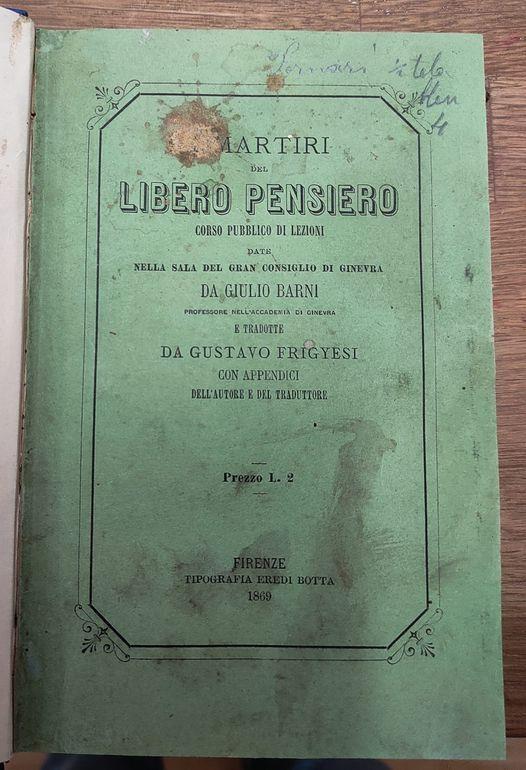 MARTIRI
DEL
LIBERO PENSIERO
CORSO PUBBLICO DI LEZIONI
DATE
NELLA SALA DEL GRAN CONSIGLIO DI GINEVRA
DA GIULIO BARNI
PROFESSORE NELL'ACCADEMIA DI GINEVRA
E TRADOTTE
DA GUSTAVO FRIGYESI
CON APPENDICI
DELL'AUTORE E DEL TRADUTTORE
Prezzo L. 2
FIRENZE
TIPOGRAFIA EREDI BOTTA
1869